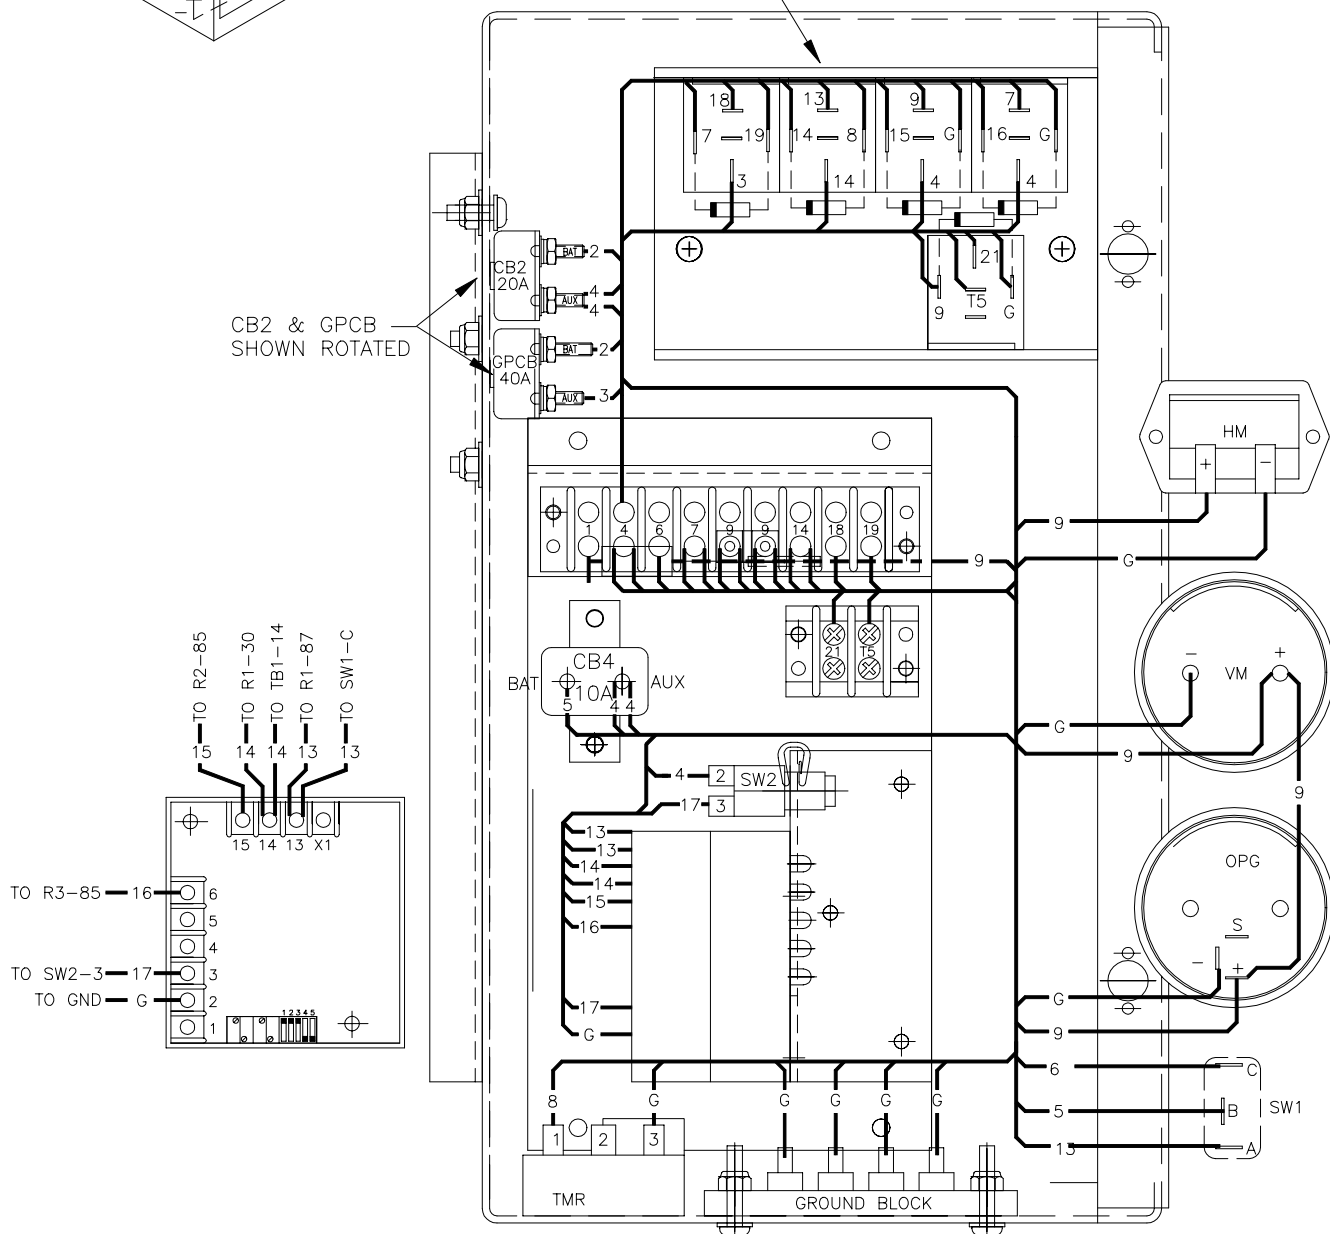 18 13 9 7
7 19 14 8 15 G 16 G
3 14 4 4
CB2
20A
BAT 2
AUX 4
4
21
9 T5 G
CB2 & GPCB
SHOWN ROTATED
GPCB
40A
BAT 2
AUX 3
HM
+ -
1 4 6 7 9 9 14 18 19
9
9
G
21 T5
CB4
10A
BAT AUX
5 4 4
- VM +
G
9
9
TO R2-85
TO R1-30
TO TB1-14
TO R1-87
TO SW1-C
15 14 14 13 13
15 14 13 X1
TO R3-85 16 6
5
4
TO SW2-3 17 3
TO GND G 2
1
1 2 3 4 5
4 2 SW2
17 3
13
13
14
14
15
16
17
G
OPG
S
- +
G
9
6 C
5 B SW1
13 A
8 G G G G G
1 2 3
TMR
GROUND BLOCK